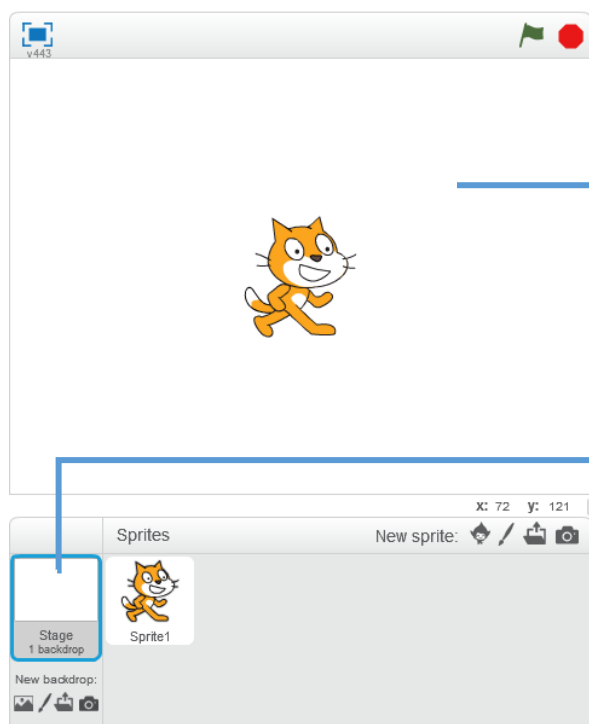 v443
x: 72 y: 121
Sprites New sprite:
Stage
1 backdrop
Sprite1
New backdrop: